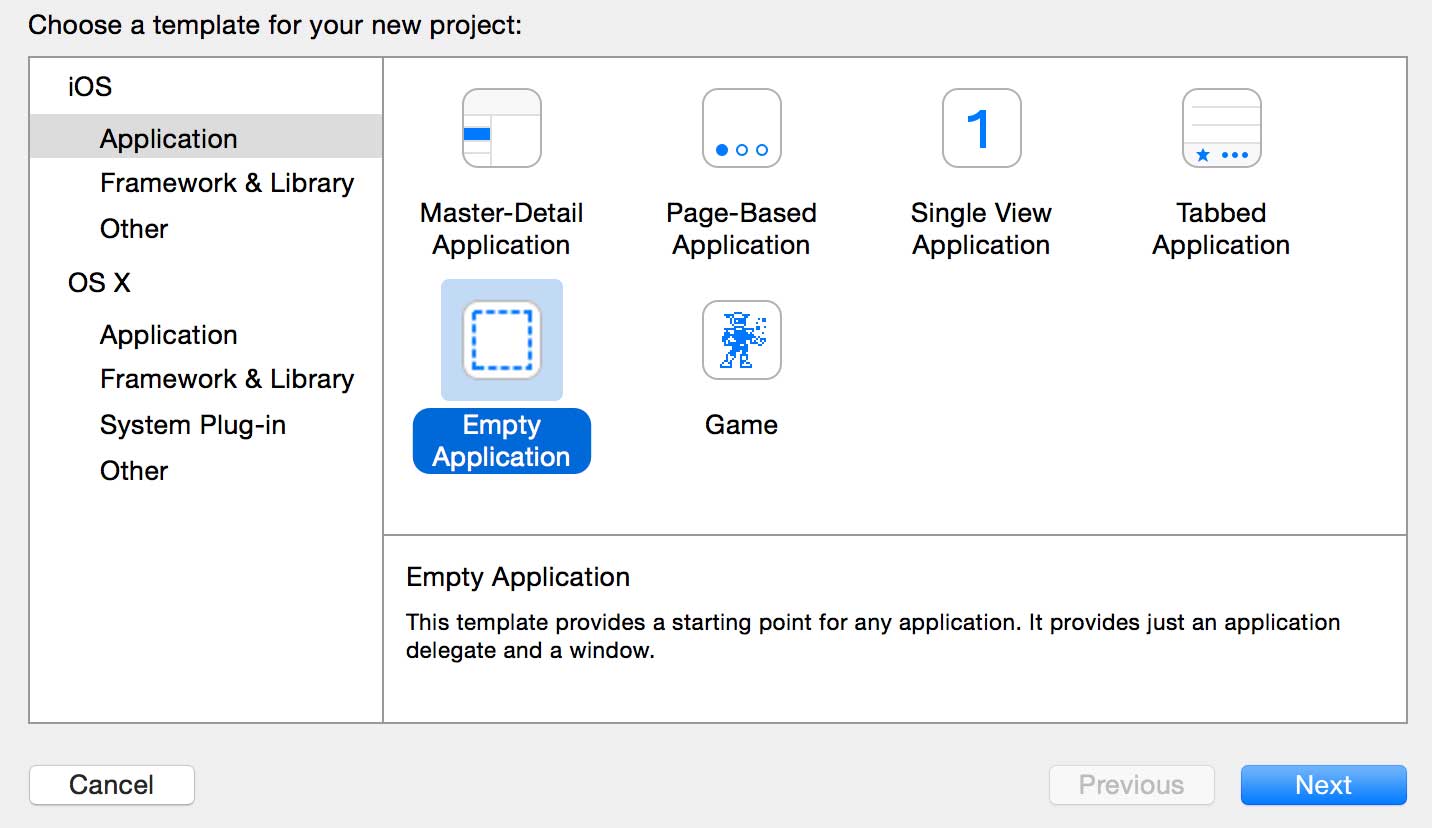 Choose a template for your new project:
iOS
Application
Framework & Library
Other
OS X
Application
Framework & Library
System Plug-in
Other
Master-Detail
Application
Page-Based
Application
1
Single View
Application
Tabbed
Application
Empty
Application
Game
Empty Application
This template provides a starting point for any application. It provides just an application
delegate and a window.
Cancel
Previous
Next